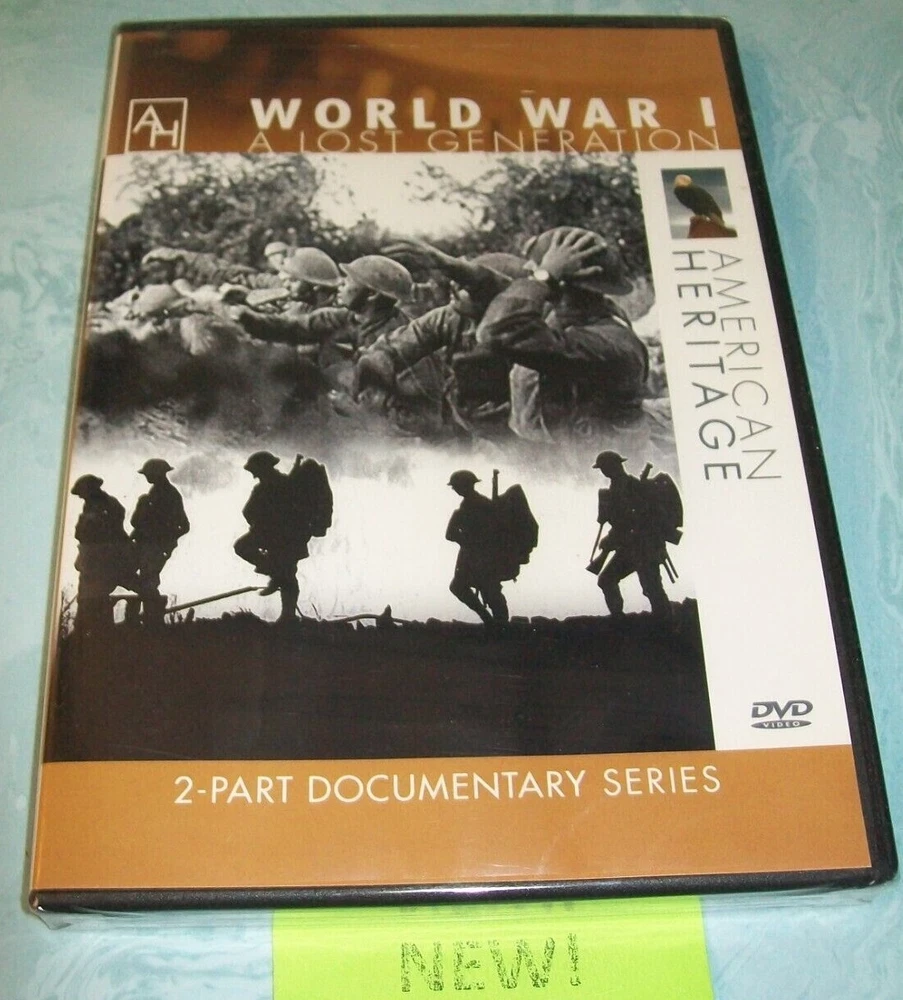 AH
WORLD WAR I
A LOST GENERATION
AMERICAN
HERITAGE
DVD
VIDEO
2-PART DOCUMENTARY SERIES
NEW!